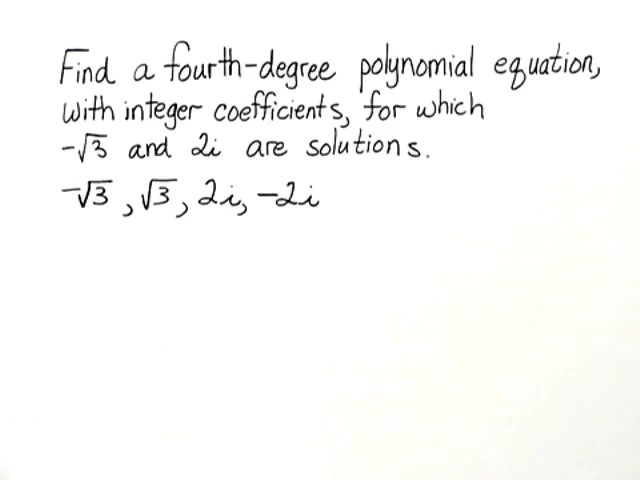 Find a fourth-degree polynomial equation,
with integer coefficients, for which
-√3 and 2i are solutions.
-√3, √3, 2i, -2i